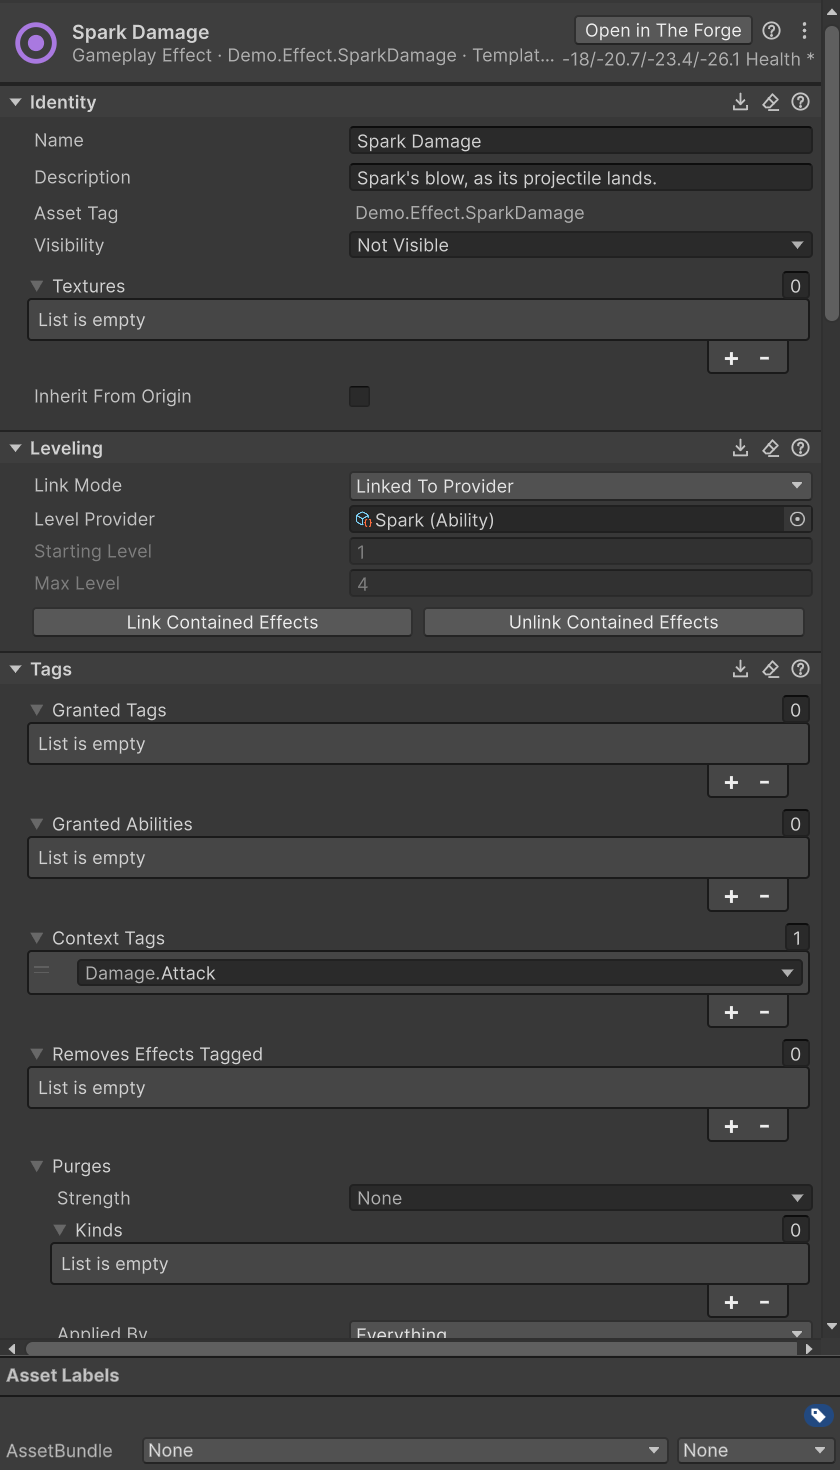 Spark Damage
Open in The Forge
Gameplay Effect · Demo.Effect.SparkDamage · Templat... -18/-20.7/-23.4/-26.1 Health *
Identity
Name Spark Damage
Description Spark's blow, as its projectile lands.
Asset Tag Demo.Effect.SparkDamage
Visibility Not Visible
Textures 0
List is empty
+ -
Inherit From Origin
Leveling
Link Mode Linked To Provider
Level Provider Spark (Ability)
Starting Level 1
Max Level 4
Link Contained Effects Unlink Contained Effects
Tags
Granted Tags 0
List is empty
+ -
Granted Abilities 0
List is empty
+ -
Context Tags 1
Damage.Attack
+ -
Removes Effects Tagged 0
List is empty
+ -
Purges
Strength None
Kinds 0
List is empty
+ -
Applied By Everything
Asset Labels
AssetBundle None None